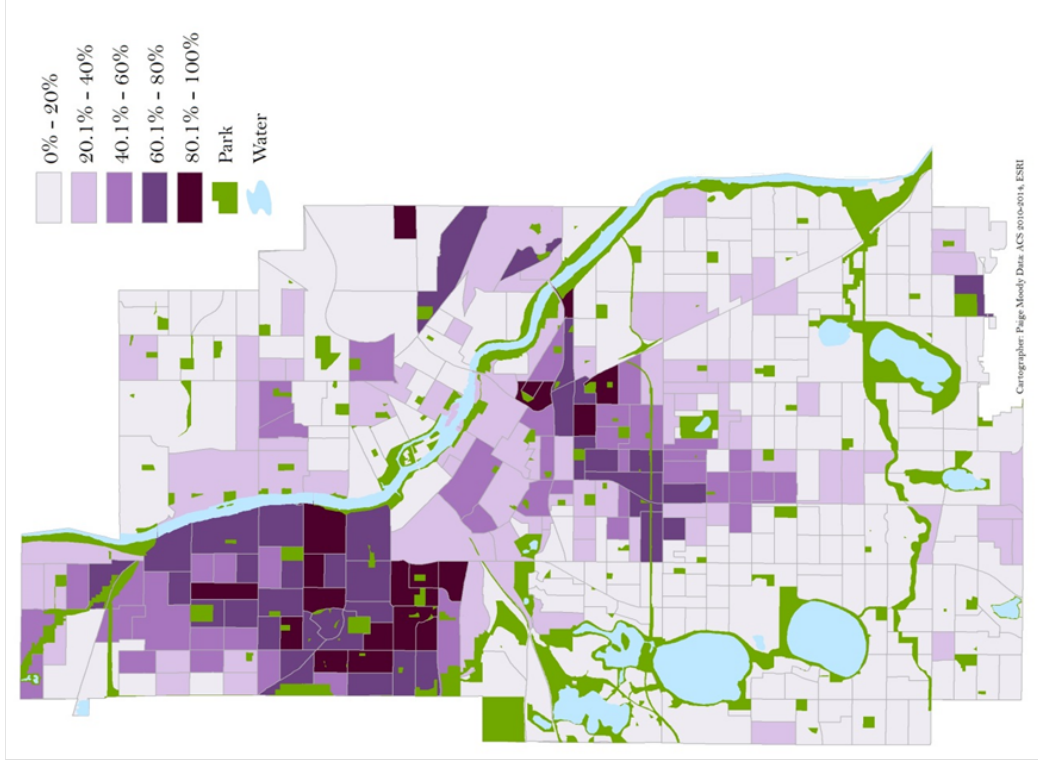 0% - 20%
20.1% - 40%
40.1% - 60%
60.1% - 80%
80.1% - 100%
Park
Water
Cartographer: Paige Moody Data: ACS 2010-2014, ESRI